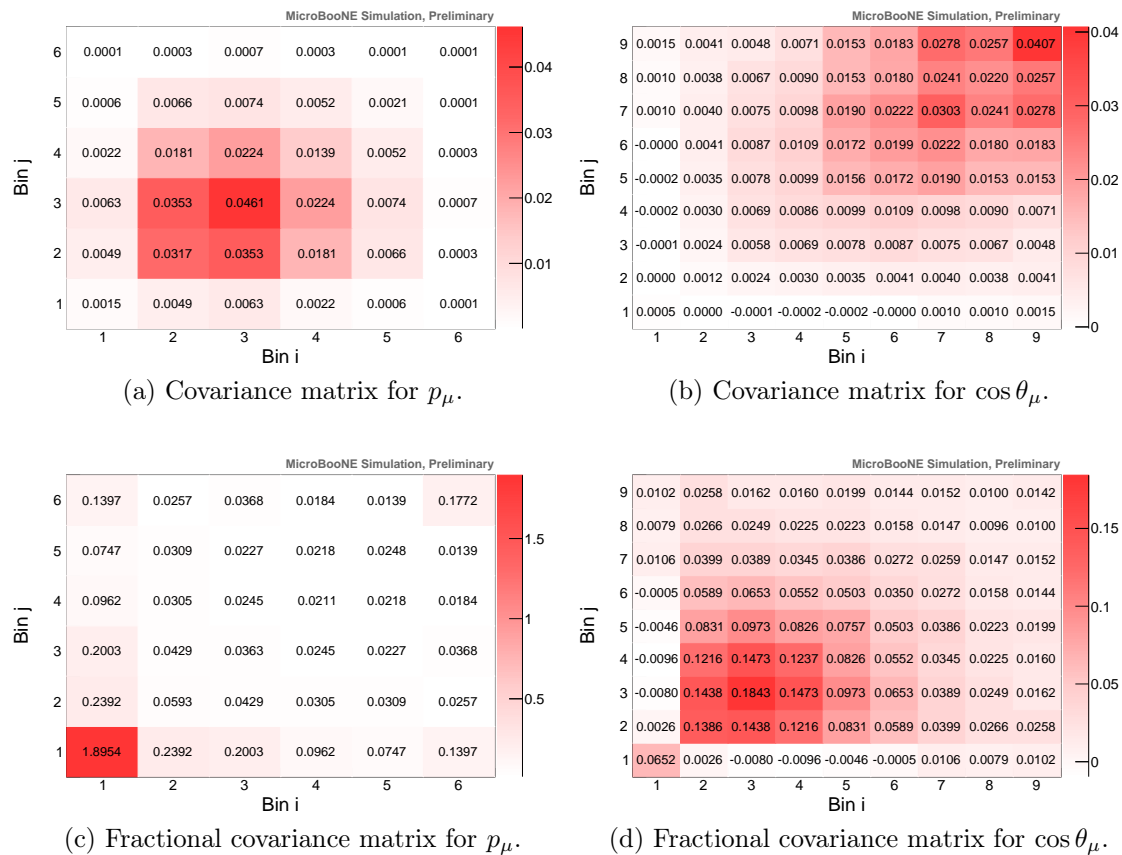 MicroBooNE Simulation, Preliminary
6 0.0001 0.0003 0.0007 0.0003 0.0001 0.0001
5 0.0006 0.0066 0.0074 0.0052 0.0021 0.0001
4 0.0022 0.0181 0.0224 0.0139 0.0052 0.0003
3 0.0063 0.0353 0.0461 0.0224 0.0074 0.0007
2 0.0049 0.0317 0.0353 0.0181 0.0066 0.0003
1 0.0015 0.0049 0.0063 0.0022 0.0006 0.0001
1 2 3 4 5 6
Bin i
Bin j
0.04
0.03
0.02
0.01
(a) Covariance matrix for pμ.
MicroBooNE Simulation, Preliminary
9 0.0015 0.0041 0.0048 0.0071 0.0153 0.0183 0.0278 0.0257 0.0407
8 0.0010 0.0038 0.0067 0.0090 0.0153 0.0180 0.0241 0.0220 0.0257
7 0.0010 0.0040 0.0075 0.0098 0.0190 0.0222 0.0303 0.0241 0.0278
6 -0.0000 0.0041 0.0087 0.0109 0.0172 0.0199 0.0222 0.0180 0.0183
5 -0.0002 0.0035 0.0078 0.0099 0.0156 0.0172 0.0190 0.0153 0.0153
4 -0.0002 0.0030 0.0069 0.0086 0.0099 0.0109 0.0098 0.0090 0.0071
3 -0.0001 0.0024 0.0058 0.0069 0.0078 0.0087 0.0075 0.0067 0.0048
2 0.0000 0.0012 0.0024 0.0030 0.0035 0.0041 0.0040 0.0038 0.0041
1 0.0005 0.0000 -0.0001 -0.0002 -0.0002 -0.0000 0.0010 0.0010 0.0015
1 2 3 4 5 6 7 8 9
Bin i
Bin j
0.04
0.03
0.02
0.01
0
(b) Covariance matrix for cos θμ.
MicroBooNE Simulation, Preliminary
6 0.1397 0.0257 0.0368 0.0184 0.0139 0.1772
5 0.0747 0.0309 0.0227 0.0218 0.0248 0.0139
4 0.0962 0.0305 0.0245 0.0211 0.0218 0.0184
3 0.2003 0.0429 0.0363 0.0245 0.0227 0.0368
2 0.2392 0.0593 0.0429 0.0305 0.0309 0.0257
1 1.8954 0.2392 0.2003 0.0962 0.0747 0.1397
1 2 3 4 5 6
Bin i
Bin j
1.5
1
0.5
(c) Fractional covariance matrix for pμ.
MicroBooNE Simulation, Preliminary
9 0.0102 0.0258 0.0162 0.0160 0.0199 0.0144 0.0152 0.0100 0.0142
8 0.0079 0.0266 0.0249 0.0225 0.0223 0.0158 0.0147 0.0096 0.0100
7 0.0106 0.0399 0.0389 0.0345 0.0386 0.0272 0.0259 0.0147 0.0152
6 -0.0005 0.0589 0.0653 0.0552 0.0503 0.0350 0.0272 0.0158 0.0144
5 -0.0046 0.0831 0.0973 0.0826 0.0757 0.0503 0.0386 0.0223 0.0199
4 -0.0096 0.1216 0.1473 0.1237 0.0826 0.0552 0.0345 0.0225 0.0160
3 -0.0080 0.1438 0.1843 0.1473 0.0973 0.0653 0.0389 0.0249 0.0162
2 0.0026 0.1386 0.1438 0.1216 0.0831 0.0589 0.0399 0.0266 0.0258
1 0.0652 0.0026 -0.0080 -0.0096 -0.0046 -0.0005 0.0106 0.0079 0.0102
1 2 3 4 5 6 7 8 9
Bin i
Bin j
0.15
0.1
0.05
0
(d) Fractional covariance matrix for cos θμ.